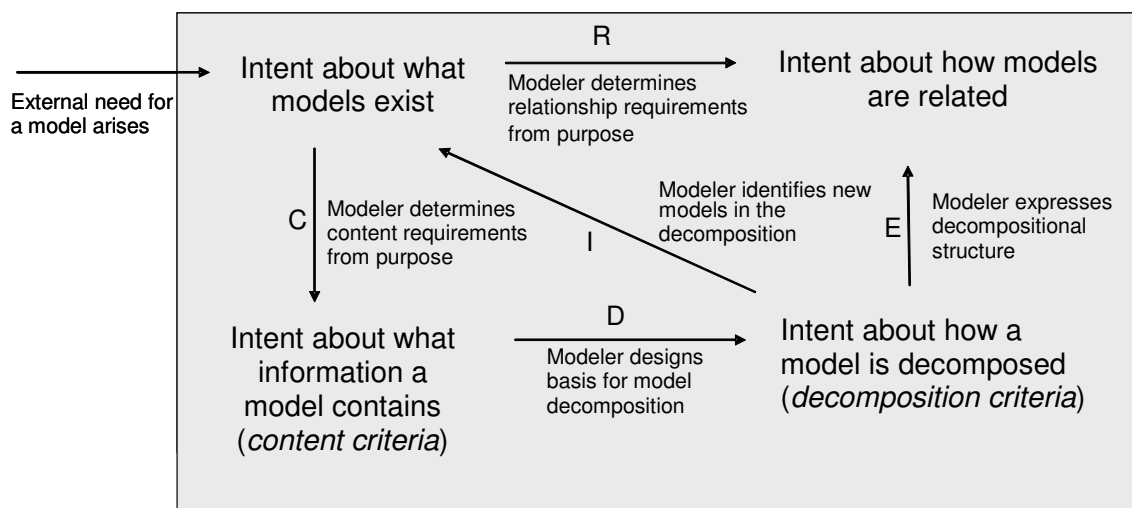 External need for
a model arises
Intent about what
models exist
R
Modeler determines
relationship requirements
from purpose
Intent about how models
are related
C
Modeler determines
content requirements
from purpose
I
Modeler identifies new
models in the
decomposition
E
Modeler expresses
decompositional
structure
Intent about what
information a
model contains
(content criteria)
D
Modeler designs
basis for model
decomposition
Intent about how a
model is decomposed
(decomposition criteria)